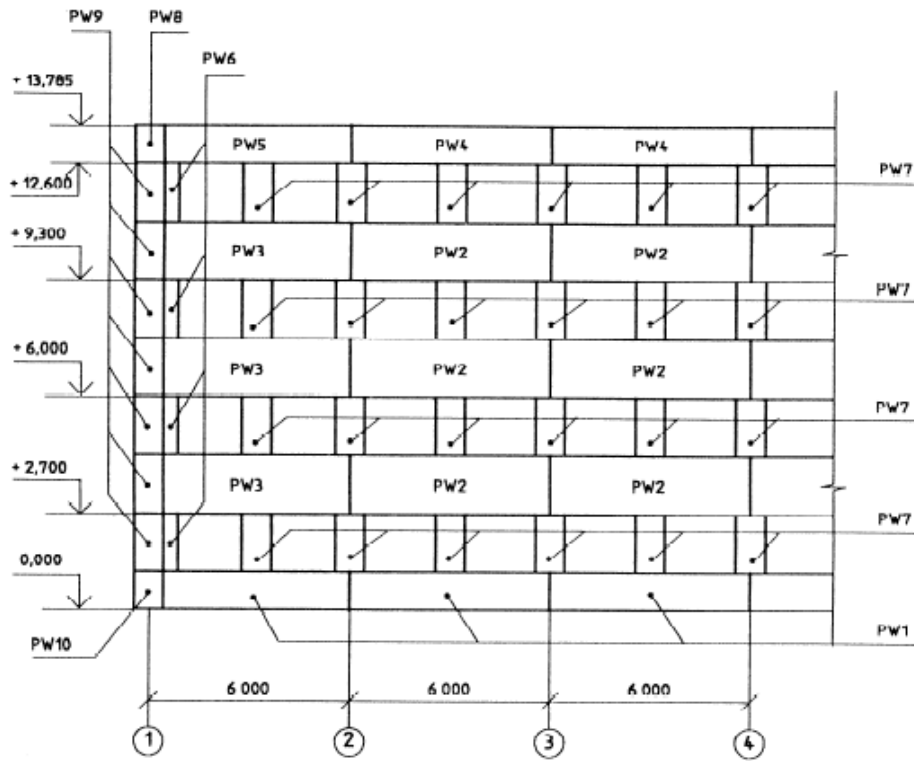 PW9
PW8
PW6
+ 13,785
PW5
PW4
PW4
PW7
+ 12,600
+ 9,300
PW3
PW2
PW2
PW7
+ 6,000
PW3
PW2
PW2
PW7
+ 2,700
PW3
PW2
PW2
PW7
0,000
PW10
PW1
6 000
6 000
6 000
1
2
3
4